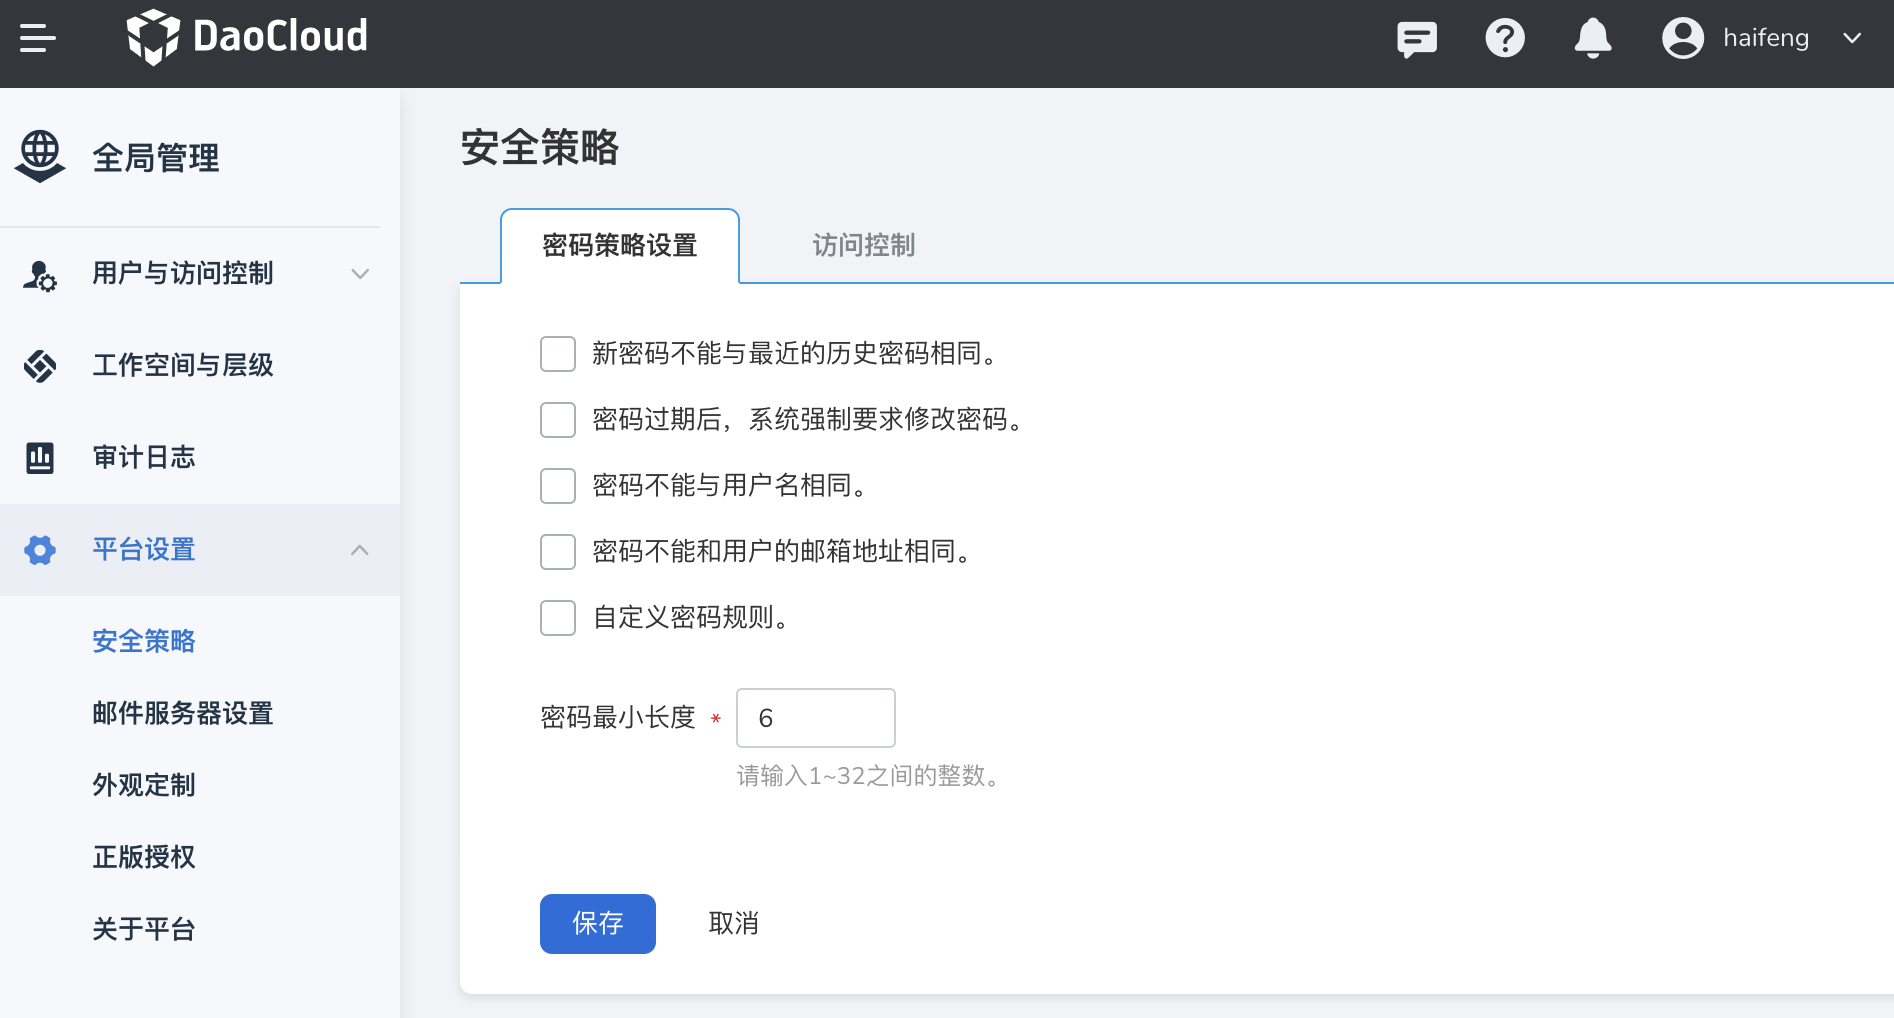 DaoCloud
haifeng
全局管理
用户与访问控制
工作空间与层级
审计日志
平台设置
安全策略
邮件服务器设置
外观定制
正版授权
关于平台
安全策略
密码策略设置
访问控制
新密码不能与最近的历史密码相同。
密码过期后，系统强制要求修改密码。
密码不能与用户名相同。
密码不能和用户的邮箱地址相同。
自定义密码规则。
密码最小长度 * 6
请输入1~32之间的整数。
保存 取消